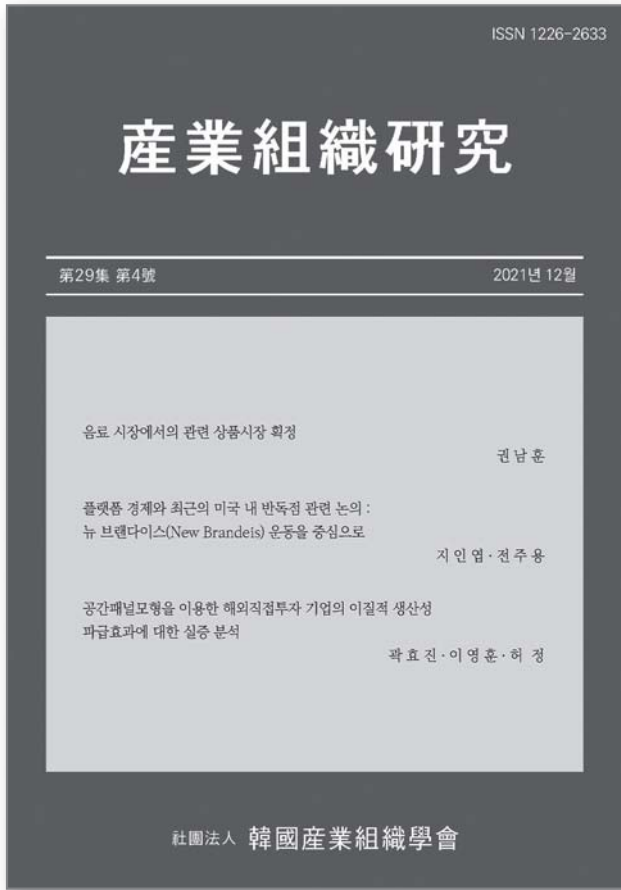 ISSN 1226-2633
産業組織硏究
第29集 第4號
2021년 12월
음료 시장에서의 관련 상품시장 획정
권남훈
플랫폼 경제와 최근의 미국 내 반독점 관련 논의 :
뉴 브랜다이스(New Brandeis) 운동을 중심으로
지인엽·전주용
공간패널모형을 이용한 해외직접투자 기업의 이질적 생산성
파급효과에 대한 실증 분석
곽효진·이영훈·허 정
社團法人 韓國産業組織學會